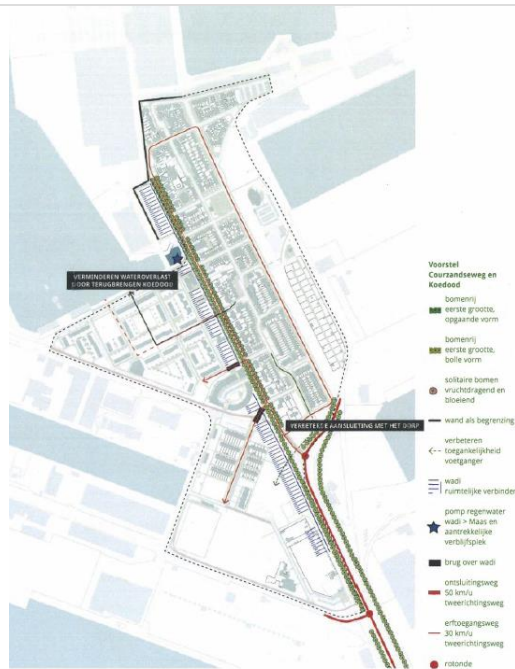 VERMINDEREN WATEROVERLAST
DOOR TERUGBRENGEN KOEDOOD
VERBETERDE AANSLUITING MET HET DORP
Voorstel
Courzandseweg en
Koedood
bomenrij
eerste grootte,
opgaande vorm
bomenrij
eerste grootte,
bolle vorm
solitaire bomen
vruchtdragend en
bloeiend
wand als begrenzing
verbeteren
toegankelijkheid
voetganger
wadi
ruimtelijke verbinden
pomp regenwater
wadi > Maas en
aantrekkelijke
verblijfsplek
brug over wadi
ontsluitingsweg
50 km/u
tweerichtingsweg
erftoegangsweg
30 km/u
tweerichtingsweg
rotonde